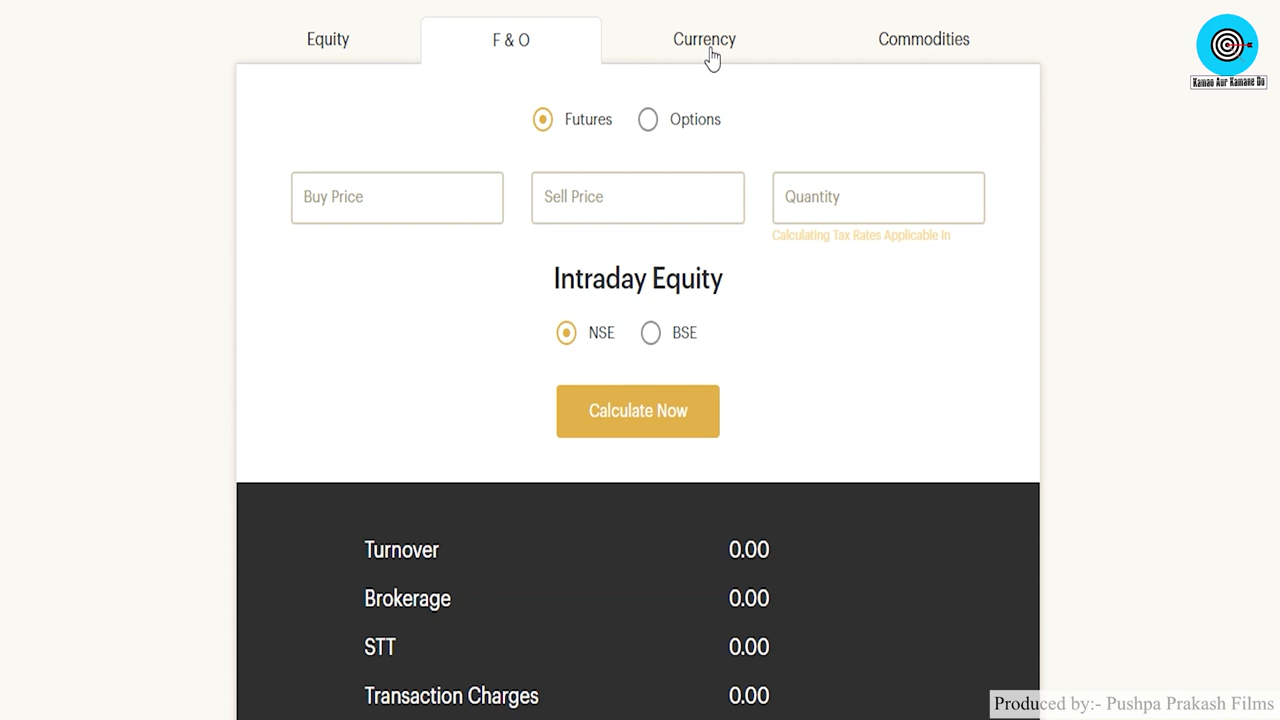 Equity
F & O
Currency
Commodities
Kamao Aur Kamane Do
Futures
Options
Buy Price
Sell Price
Quantity
Calculating Tax Rates Applicable In
Intraday Equity
NSE
BSE
Calculate Now
Turnover 0.00
Brokerage 0.00
STT 0.00
Transaction Charges 0.00
Produced by:- Pushpa Prakash Films